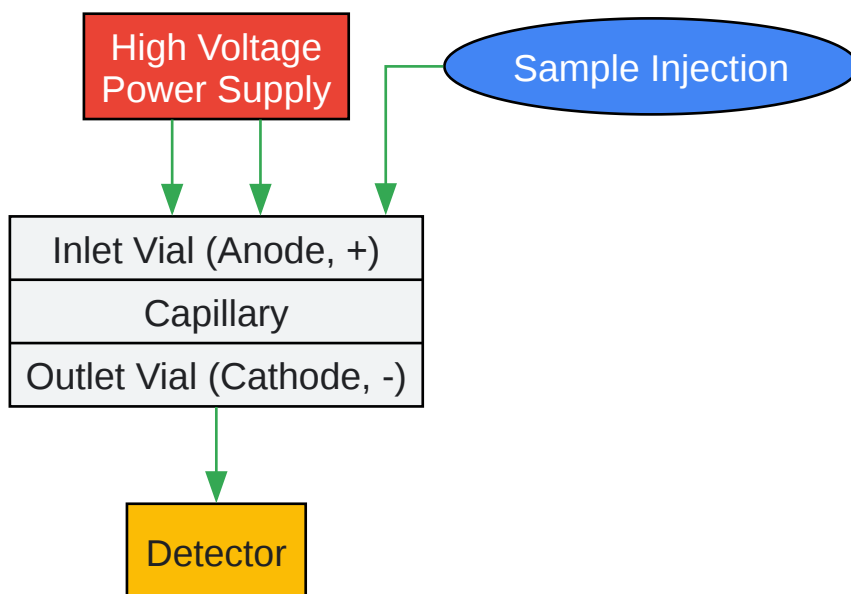 High Voltage
Power Supply
Sample Injection
Inlet Vial (Anode, +)
Capillary
Outlet Vial (Cathode, -)
Detector